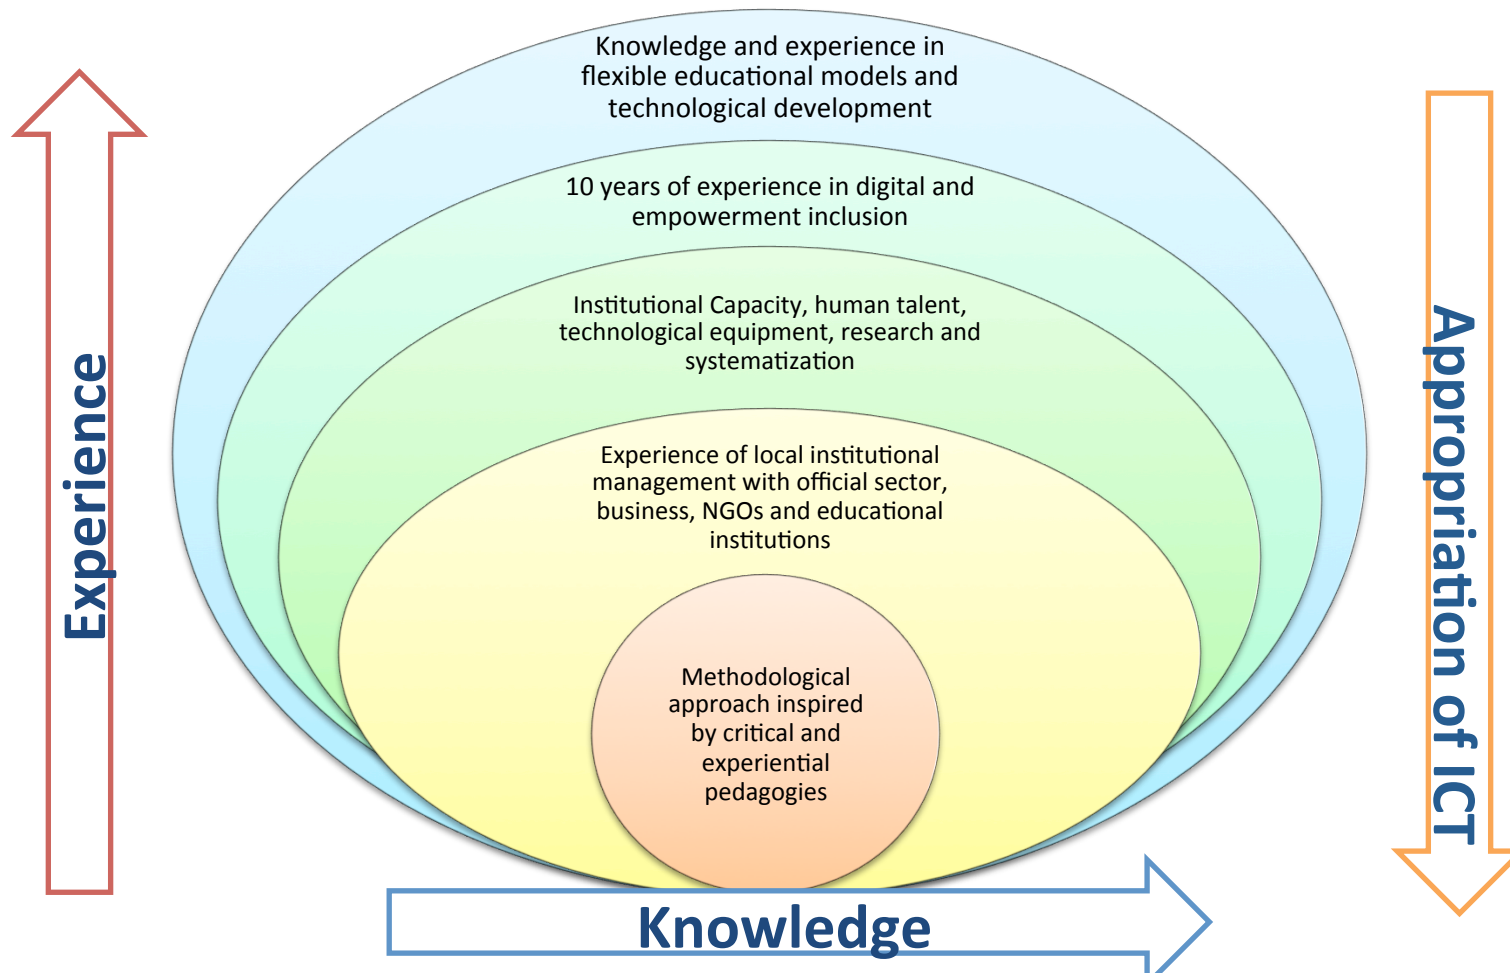 Knowledge and experience in
flexible educational models and
technological development
10 years of experience in digital and
empowerment inclusion
Institutional Capacity, human talent,
technological equipment, research and
systematization
Experience of local institutional
management with official sector,
business, NGOs and educational
institutions
Methodological
approach inspired
by critical and
experiential
pedagogies
Experience
Appropriation of ICT
Knowledge